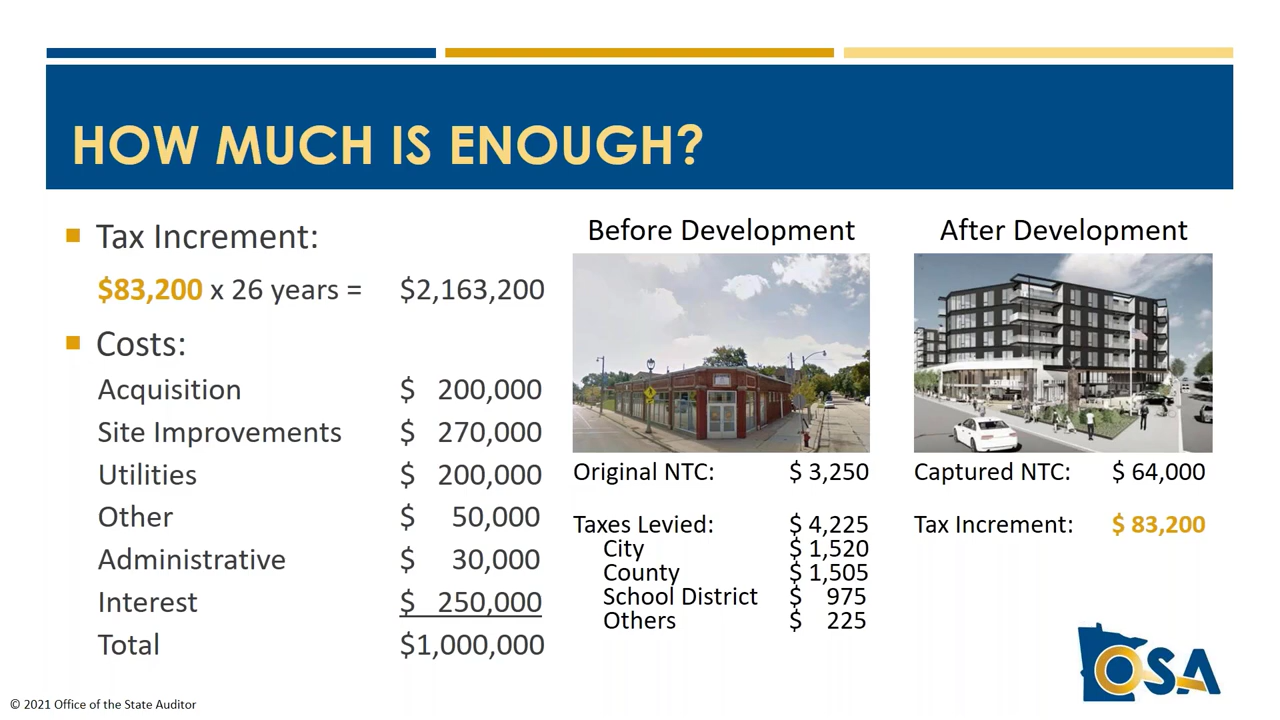 HOW MUCH IS ENOUGH?
Tax Increment:
$83,200 x 26 years = $2,163,200
Costs:
Acquisition $ 200,000
Site Improvements $ 270,000
Utilities $ 200,000
Other $ 50,000
Administrative $ 30,000
Interest $ 250,000
Total $1,000,000
Before Development
Original NTC: $ 3,250
Taxes Levied: $ 4,225
City $ 1,520
County $ 1,505
School District $ 975
Others $ 225
After Development
Captured NTC: $ 64,000
Tax Increment: $ 83,200
OSA
© 2021 Office of the State Auditor